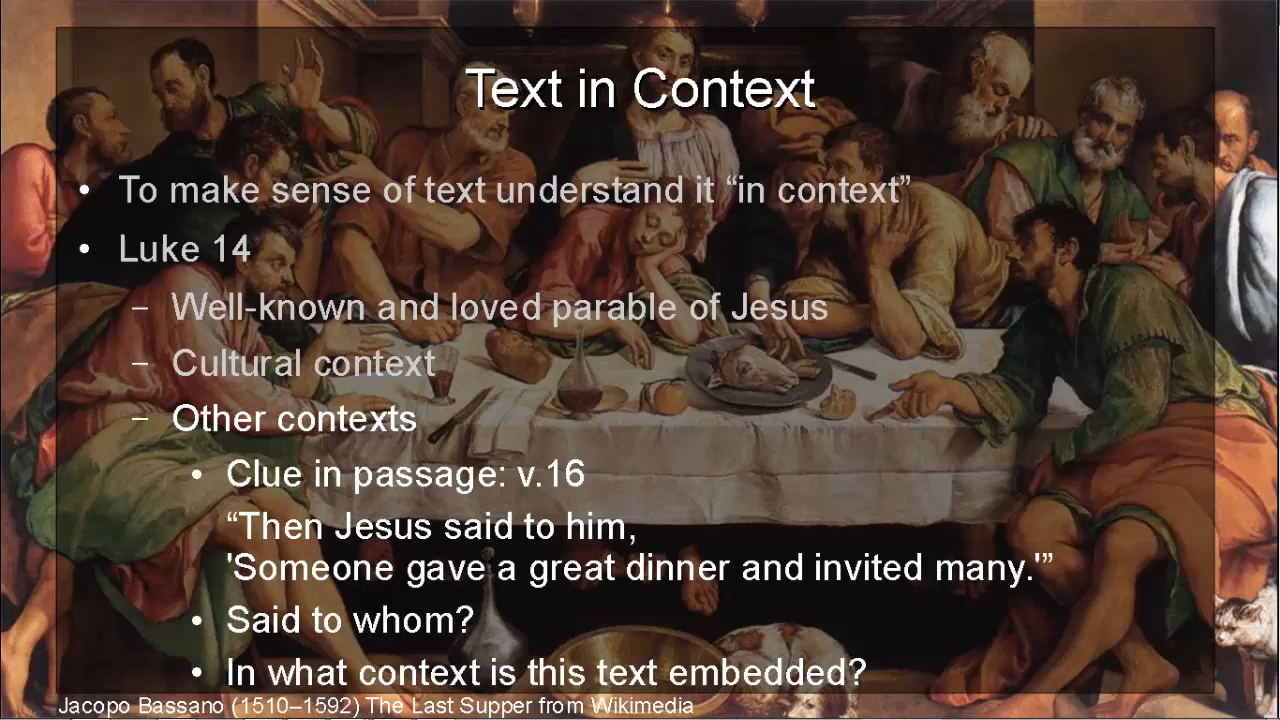 Text in Context
• To make sense of text understand it “in context”
• Luke 14
– Well-known and loved parable of Jesus
– Cultural context
– Other contexts
• Clue in passage: v.16
“Then Jesus said to him,
'Someone gave a great dinner and invited many.'”
• Said to whom?
• In what context is this text embedded?
Jacopo Bassano (1510–1592) The Last Supper from Wikimedia